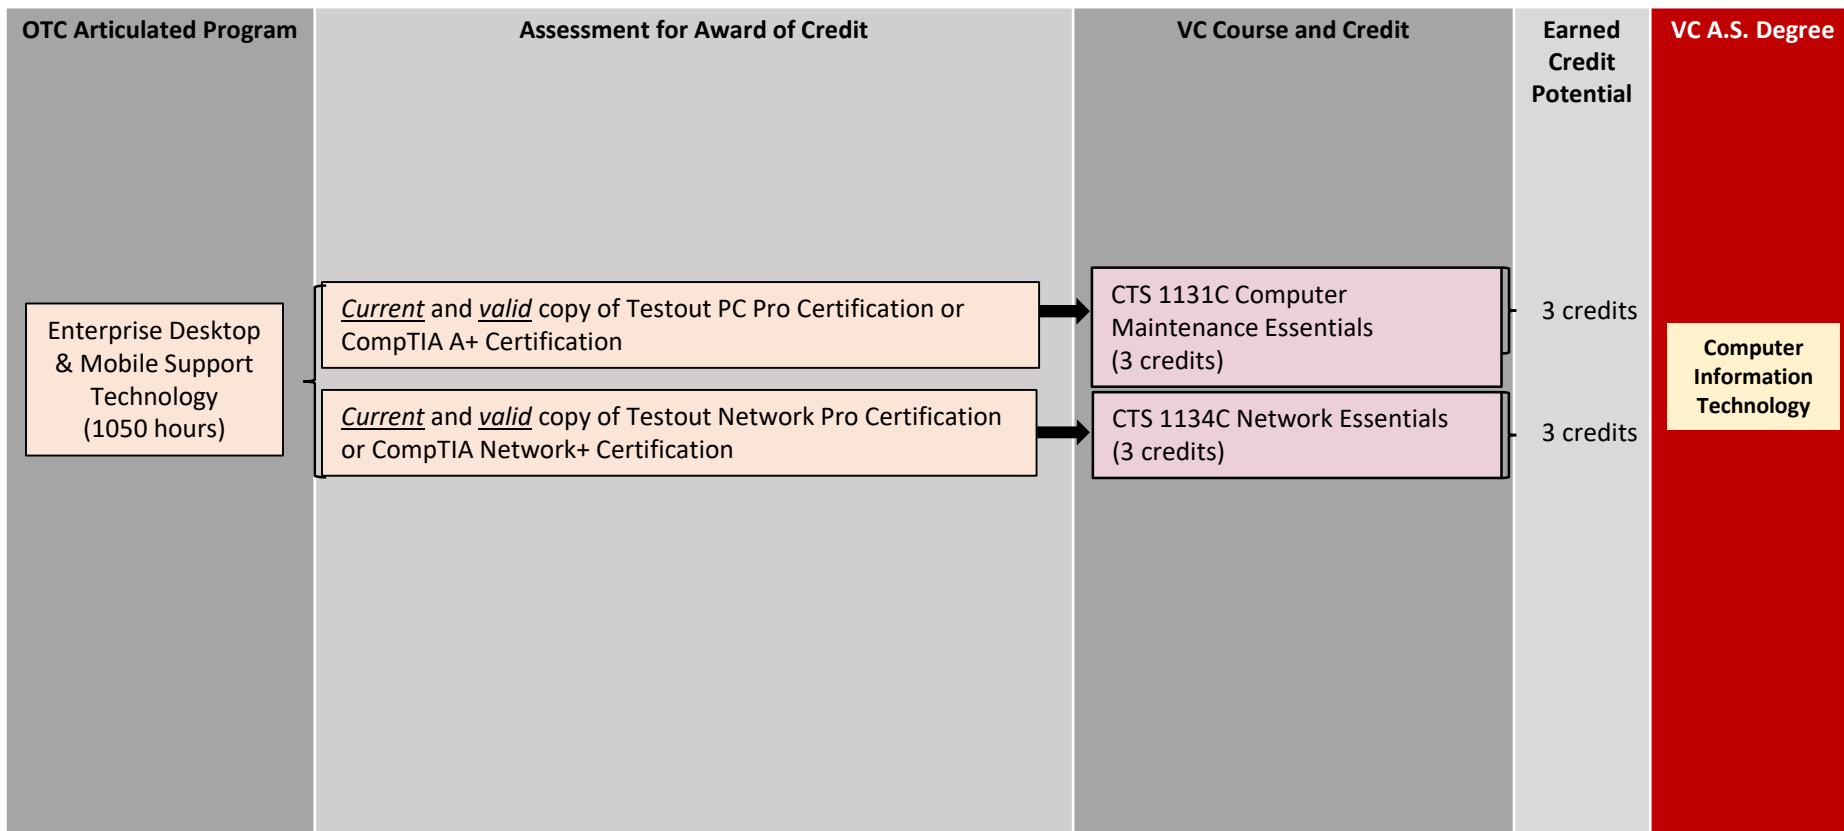 OTC Articulated Program
Assessment for Award of Credit
VC Course and Credit
Earned
Credit
Potential
VC A.S. Degree
Enterprise Desktop
& Mobile Support
Technology
(1050 hours)
Current and valid copy of Testout PC Pro Certification or
CompTIA A+ Certification
CTS 1131C Computer
Maintenance Essentials
(3 credits)
3 credits
Current and valid copy of Testout Network Pro Certification
or CompTIA Network+ Certification
CTS 1134C Network Essentials
(3 credits)
3 credits
Computer
Information
Technology